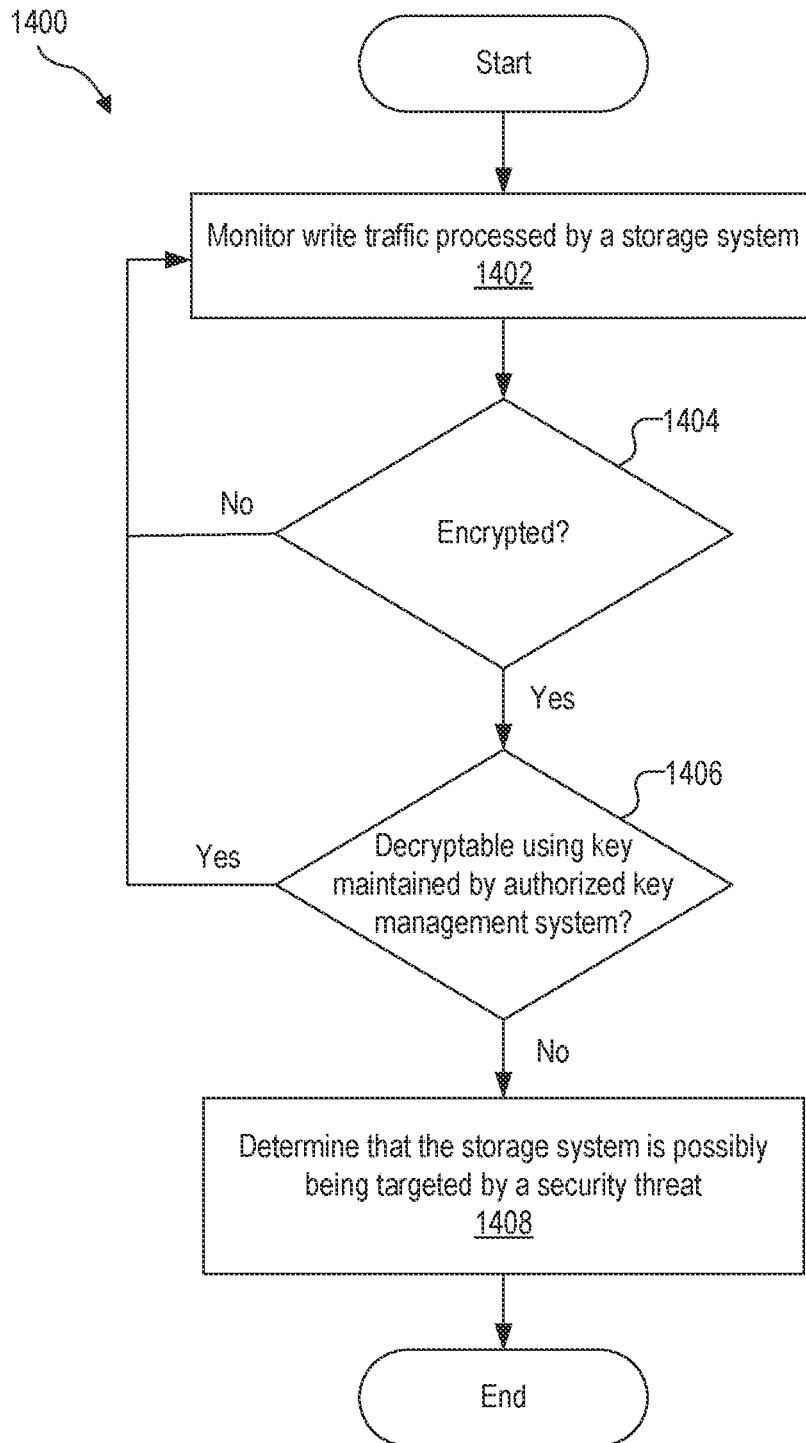 1400
Start
Monitor write traffic processed by a storage system
1402
1404
No
Encrypted?
Yes
1406
Yes
Decryptable using key
maintained by authorized key
management system?
No
Determine that the storage system is possibly
being targeted by a security threat
1408
End